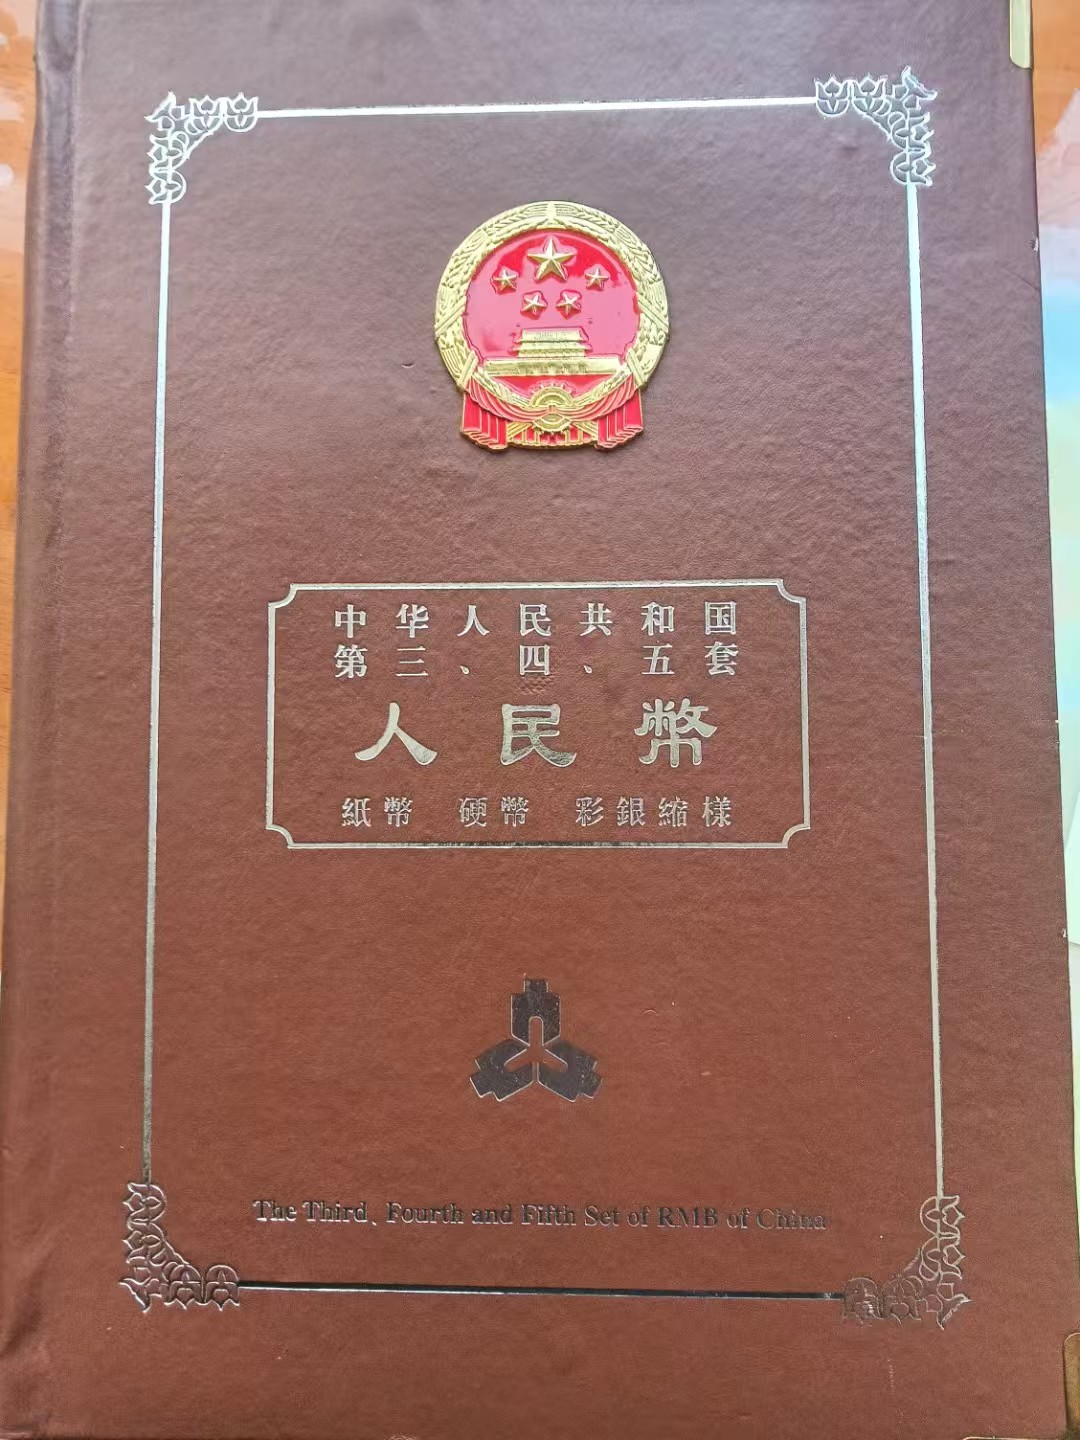 中华人民共和国
第三、四、五套
人民幣
紙幣 硬幣 彩銀縮樣
The Third、Fourth and Fifth Set of RMB of China